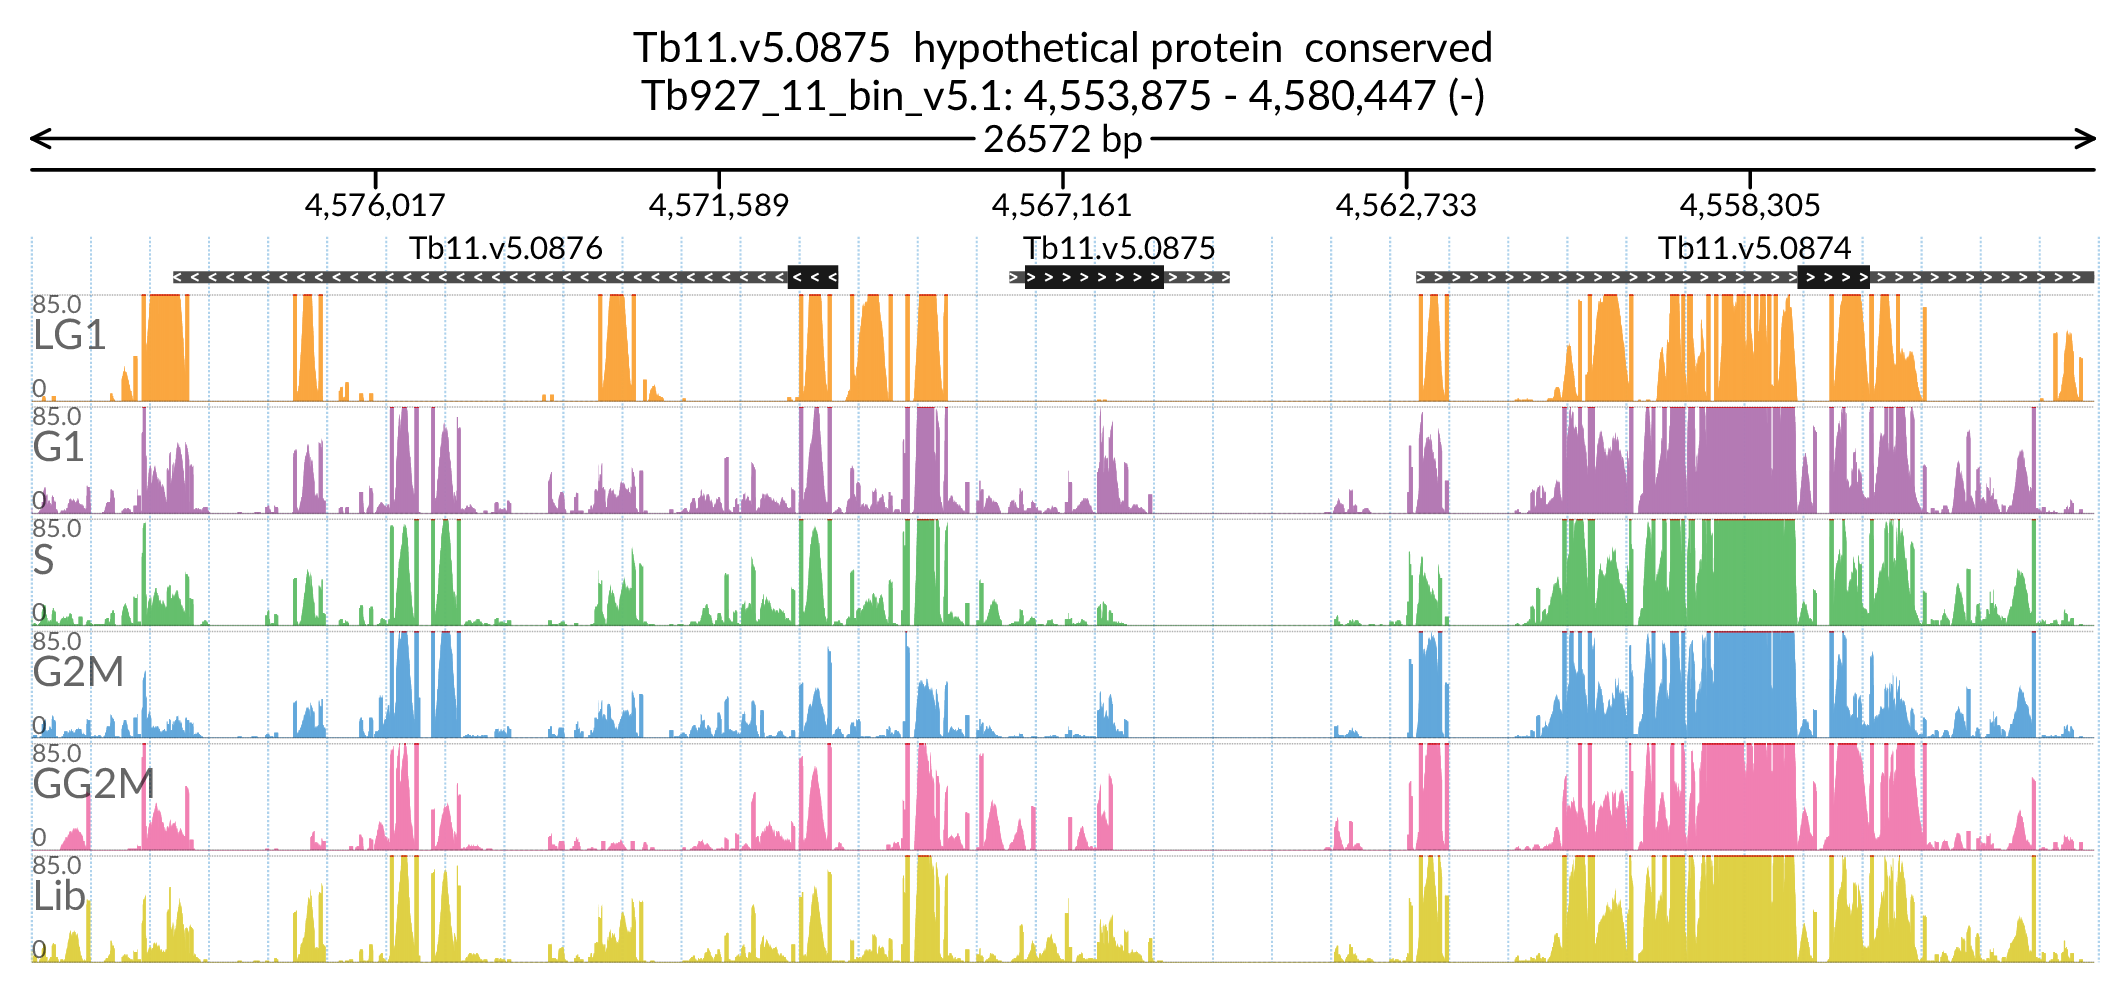 Tb11.v5.0875 hypothetical protein conserved
Tb927_11_bin_v5.1: 4,553,875 - 4,580,447 (-)
26572 bp
4,576,017 4,571,589 4,567,161 4,562,733 4,558,305
Tb11.v5.0876 Tb11.v5.0875 Tb11.v5.0874
85.0
LG1
0
85.0
G1
0
85.0
S
0
85.0
G2M
0
85.0
GG2M
0
85.0
Lib
0